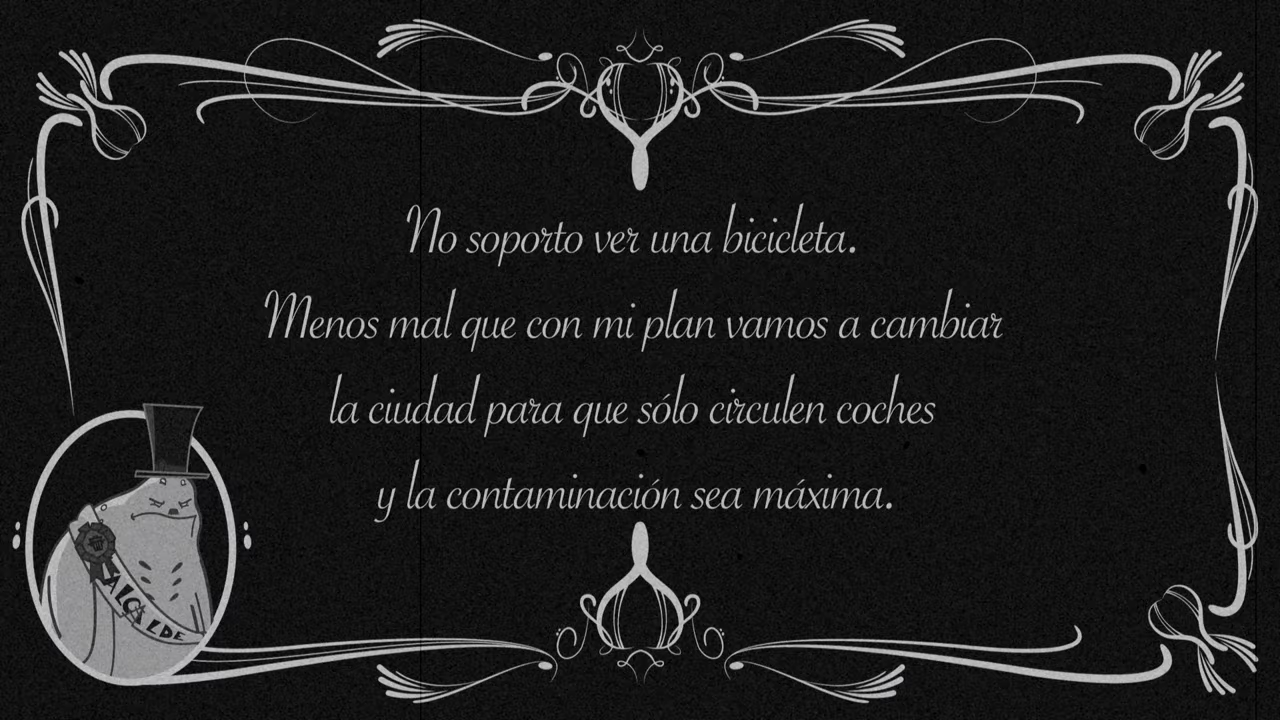 No soporto ver una bicicleta.
Menos mal que con mi plan vamos a cambiar
la ciudad para que sólo circulen coches
y la contaminación sea máxima.
ALCALDE